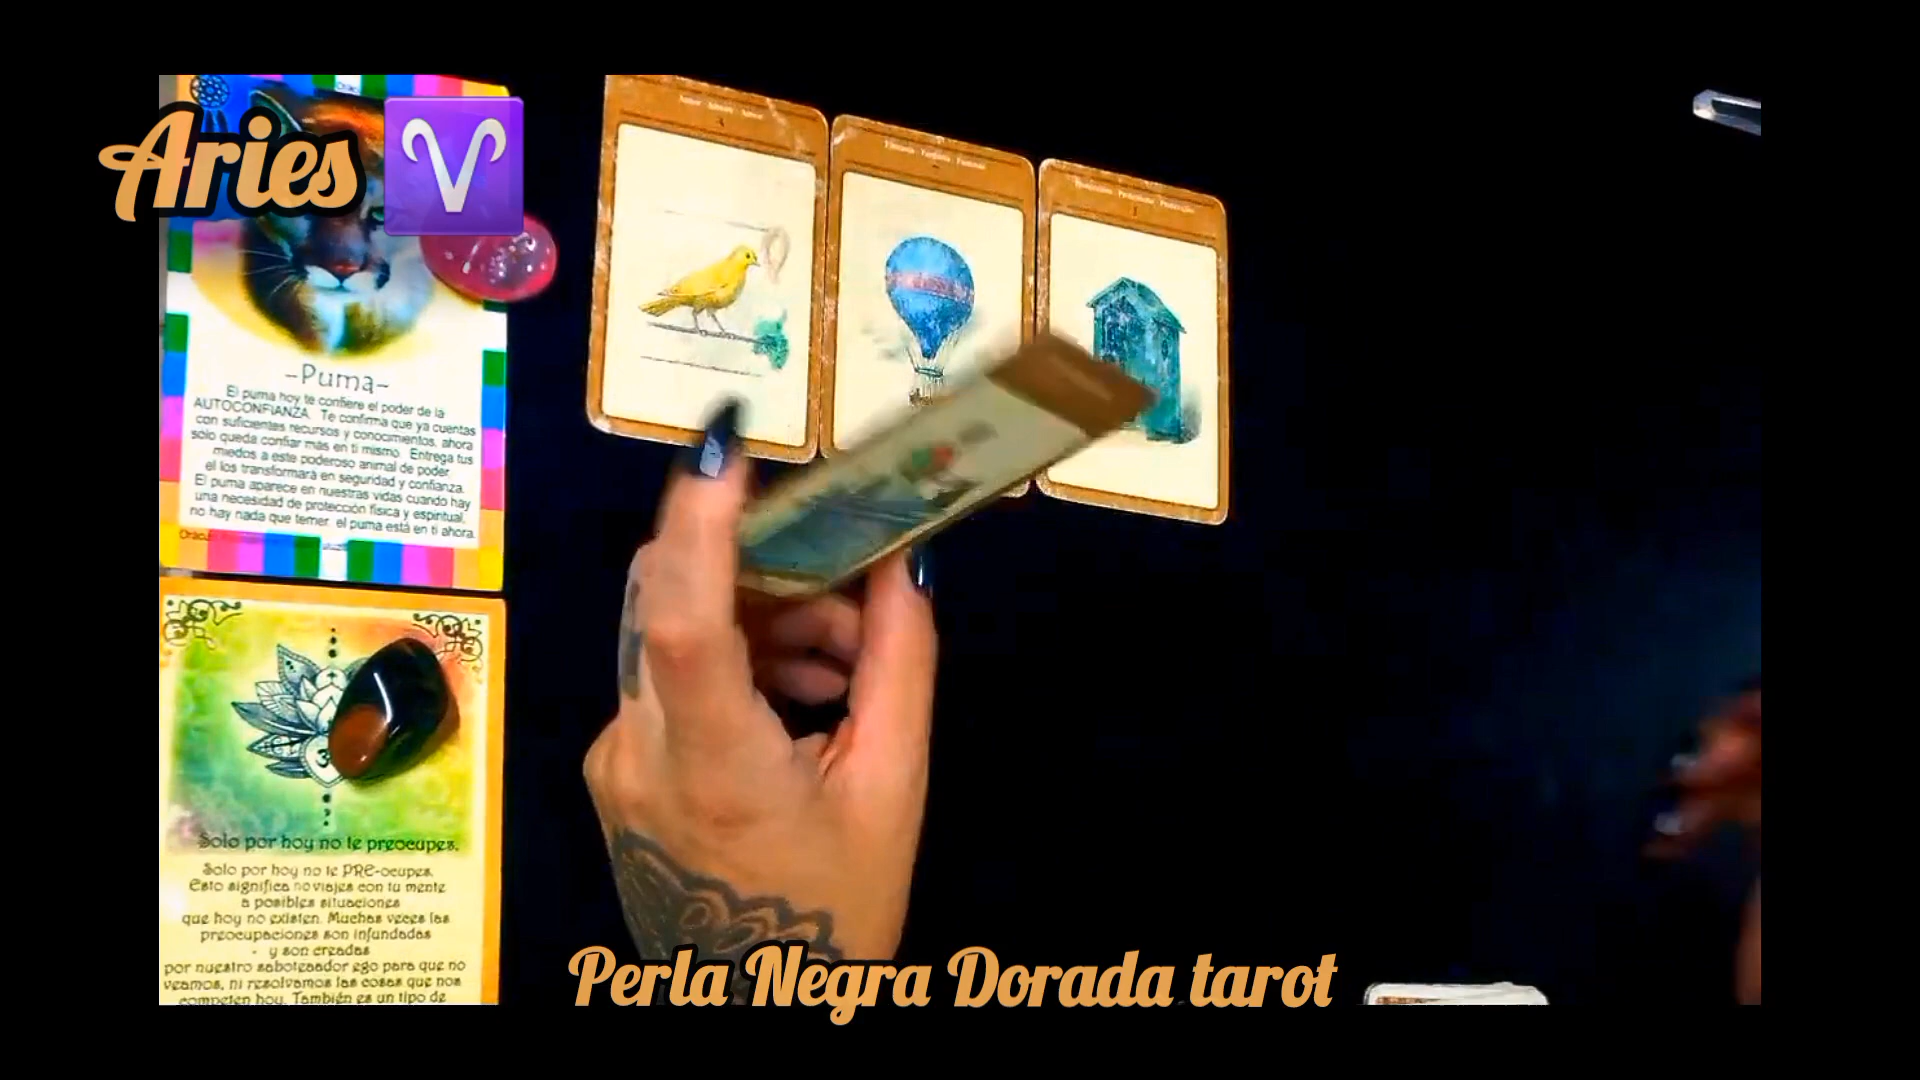 Aries ♈
-Puma-
El puma hoy te confiere el poder de la
AUTOCONFIANZA. Te confirma que ya cuentas
con suficientes recursos y conocimientos, ahora
solo queda confiar más en ti mismo. Entrega tus
miedos a este poderoso animal de poder,
el los transformará en seguridad y confianza.
El puma aparece en nuestras vidas cuando hay
una necesidad de protección física y espiritual,
no hay nada que temer, el puma está en ti ahora.
3
Solo por hoy no te preocupes.
Solo por hoy no te PRE-ocupes.
Esto significa no viajes con tu mente
a posibles situaciones
que hoy no existen. Muchas veces las
preocupaciones son infundadas
y son creadas
por nuestro saboteador ego para que no
veamos, ni resolvamos las cosas que nos
competen hoy. También es un tipo de
Perla Negra Dorada tarot